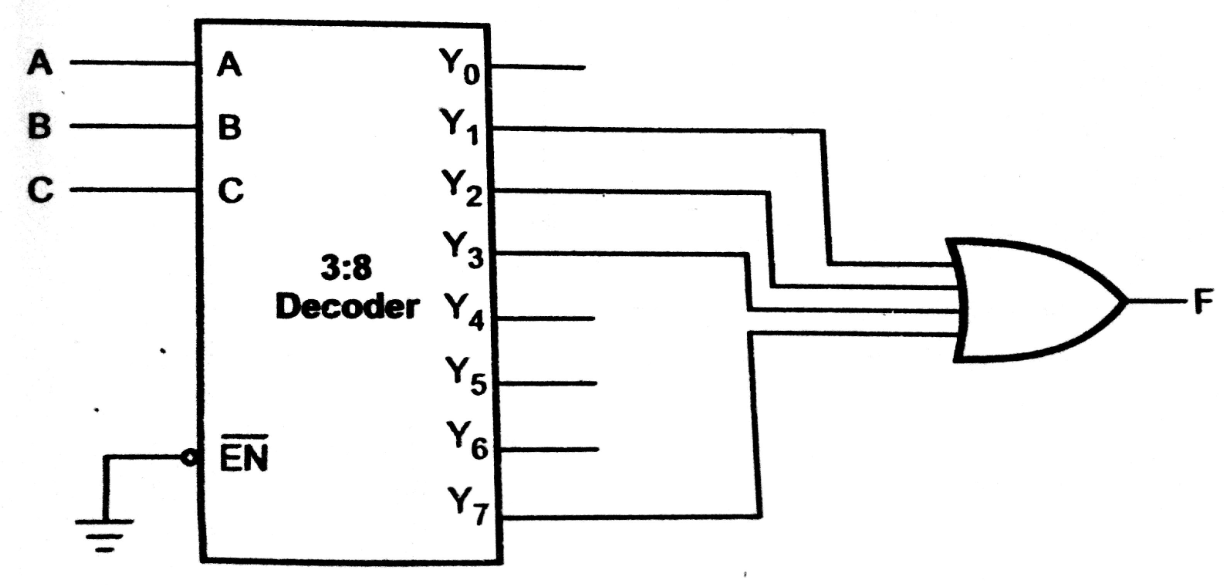 A A Y0
Y1
B B
C C Y2
Y3
3:8
Decoder
Y4
F
Y5
Y6
EN
Y7